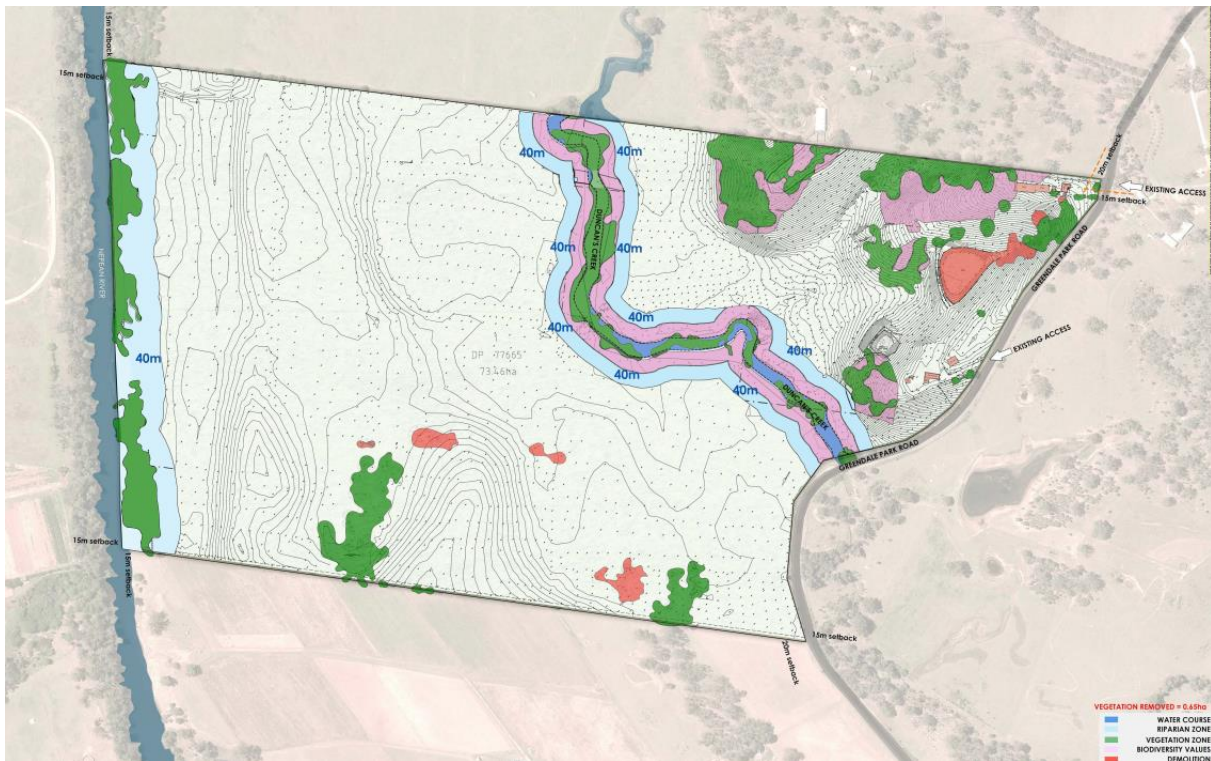 15m setback
15m setback
20m setback
EXISTING ACCESS
15m setback
40m
40m
DUNCAN'S CREEK
GREENDALE PARK ROAD
NEPEAN RIVER
40m
40m
40m
40m
EXISTING ACCESS
40m
40m
DP 77665
73.46ha
40m
40m
DUNCAN'S CREEK
GREENDALE PARK ROAD
15m setback
15m setback
15m setback
20m setback
VEGETATION REMOVED = 0.65ha
WATER COURSE
RIPARIAN ZONE
VEGETATION ZONE
BIODIVERSITY VALUES
DEMOLITION